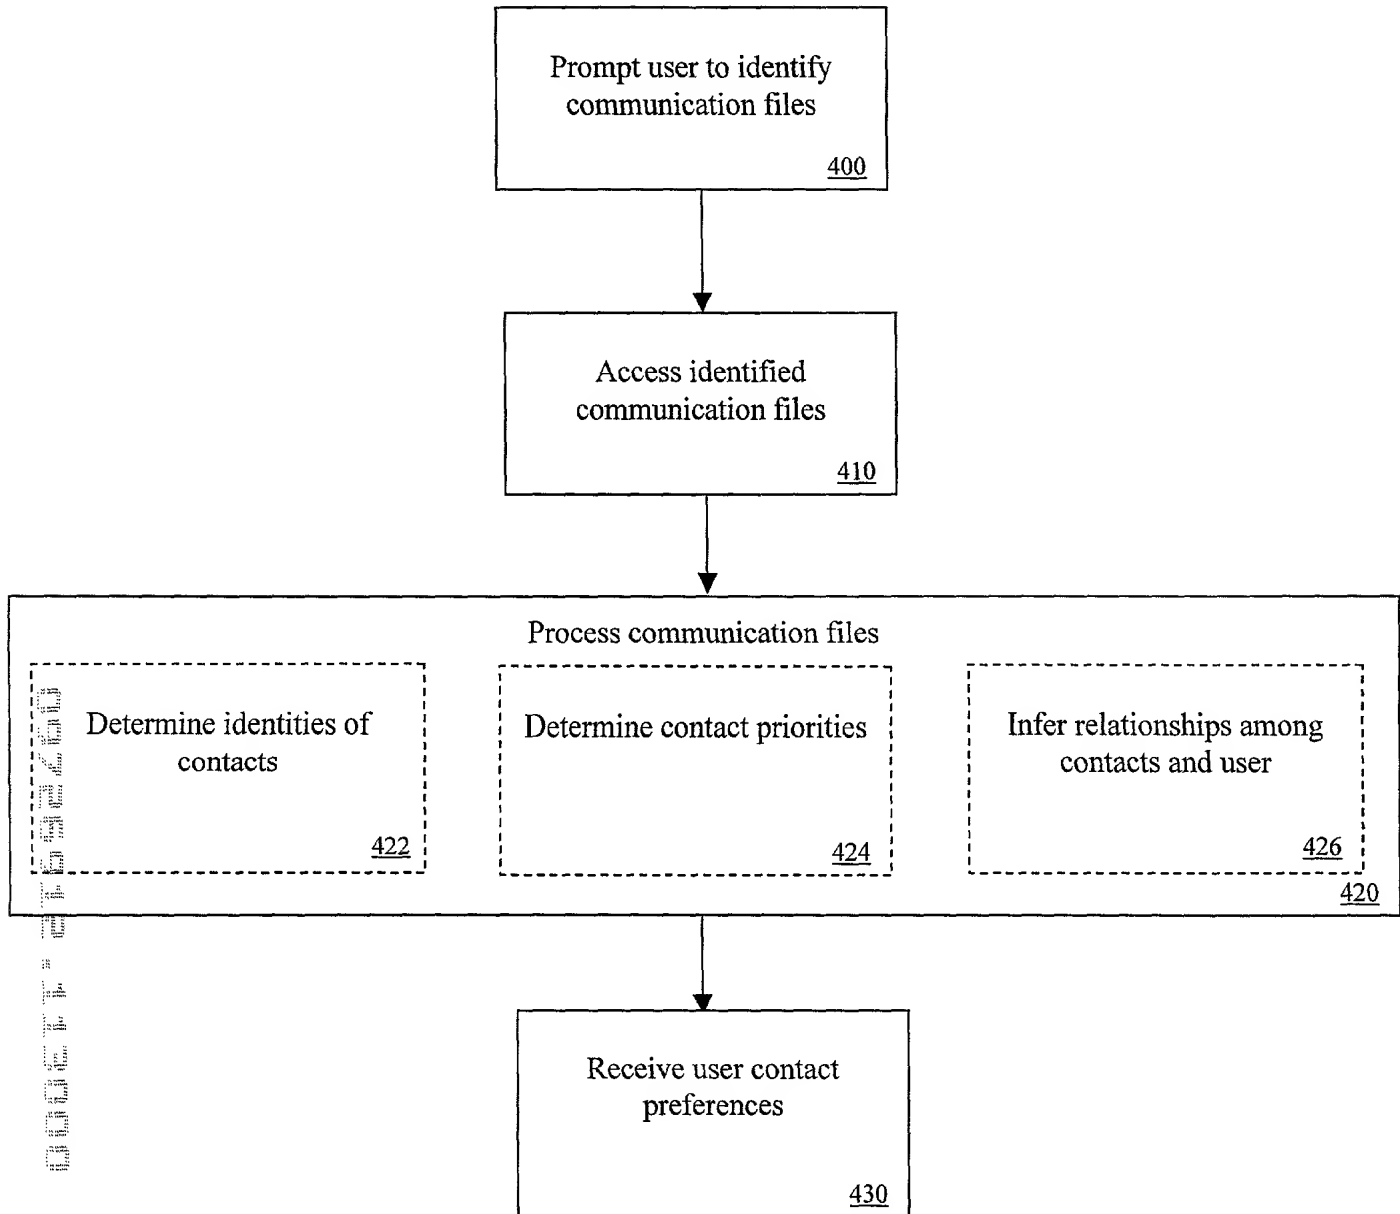 Prompt user to identify
communication files
400
Access identified
communication files
410
Process communication files
Determine identities of
contacts
422
Determine contact priorities
424
Infer relationships among
contacts and user
426
420
Receive user contact
preferences
430